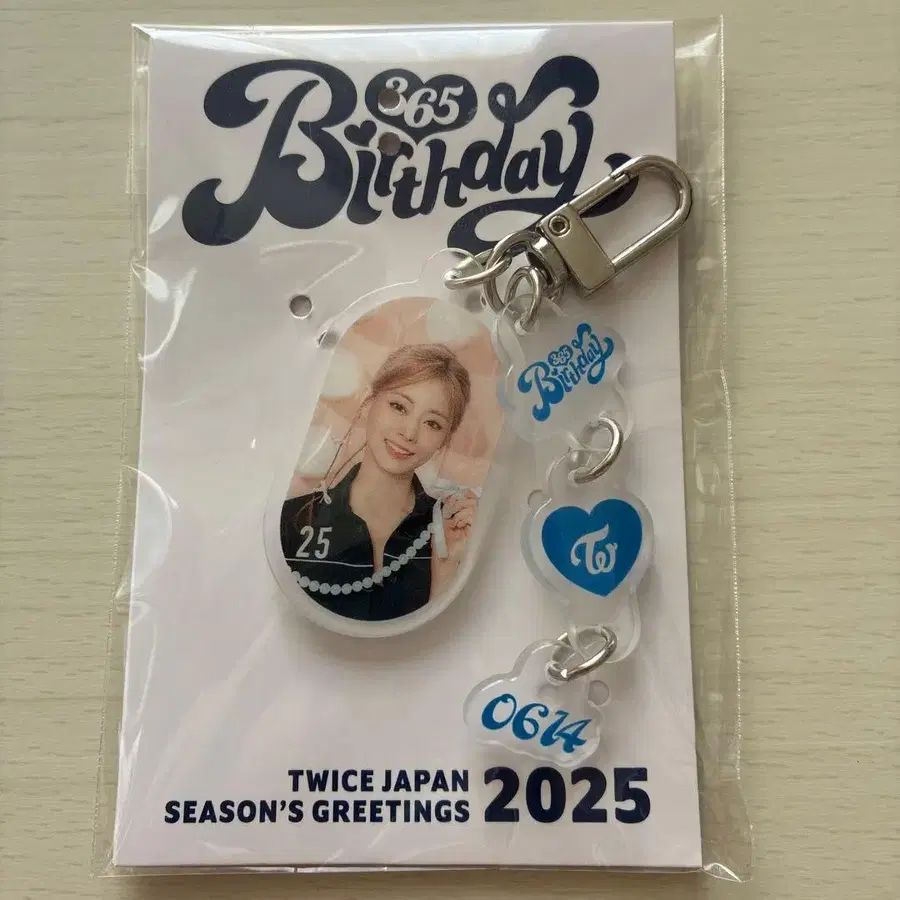 365
Birthday
365
Birthday
25
TW
0614
TWICE JAPAN
SEASON'S GREETINGS 2025